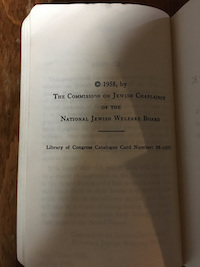 © 1958, by
The Commission on Jewish Chaplaincy
of the
National Jewish Welfare Board
Library of Congress Catalogue Card Number: